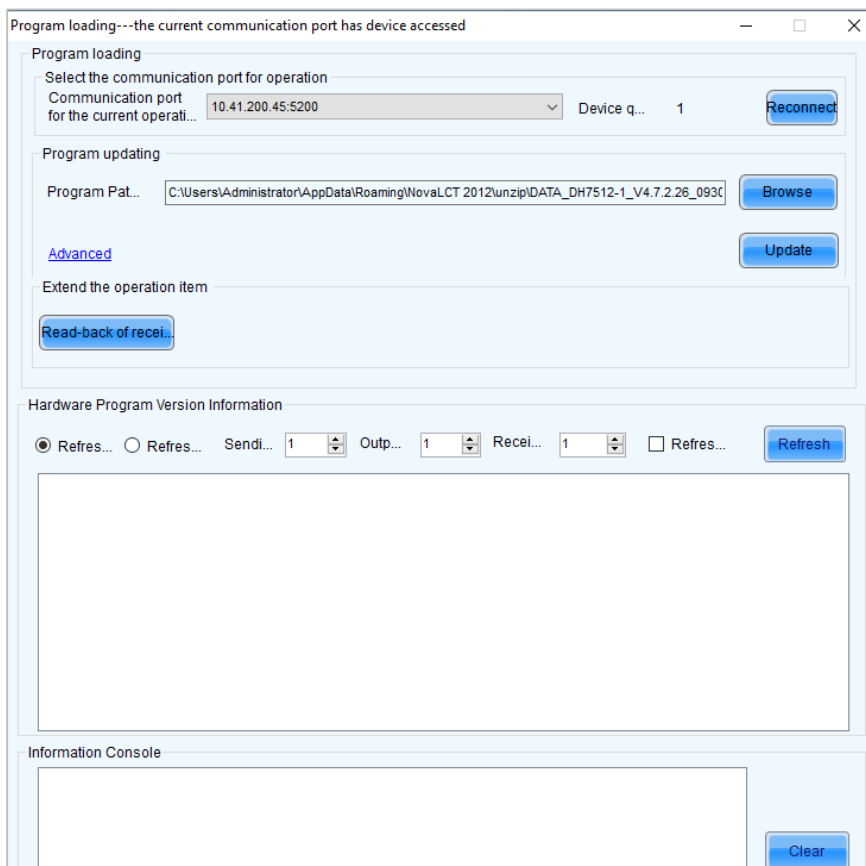 Program loading---the current communication port has device accessed
Program loading
Select the communication port for operation
Communication port
for the current operati...
10.41.200.45:5200
Device q...
1
Reconnect
Program updating
Program Pat...
C:\Users\Administrator\AppData\Roaming\NovaLCT 2012\unzip\DATA_DH7512-1_V4.7.2.26_093
Browse
Advanced
Update
Extend the operation item
Read-back of recei...
Hardware Program Version Information
Refres...
Refres...
Sendi...
1
Outp...
1
Recei...
1
Refres...
Refresh
Information Console
Clear